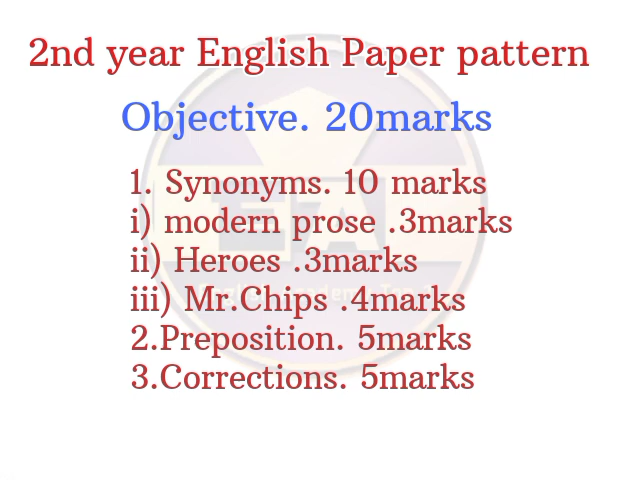 2nd year English Paper pattern
Objective. 20marks
1. Synonyms. 10 marks
i) modern prose .3marks
ii) Heroes .3marks
iii) Mr.Chips .4marks
2.Preposition. 5marks
3.Corrections. 5marks